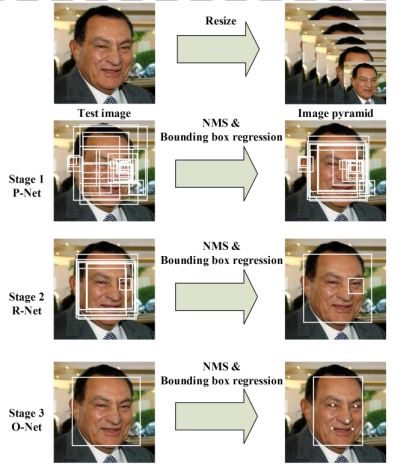 Resize
Test image
Image pyramid
NMS &
Bounding box regression
Stage 1
P-Net
NMS &
Bounding box regression
Stage 2
R-Net
NMS &
Bounding box regression
Stage 3
O-Net